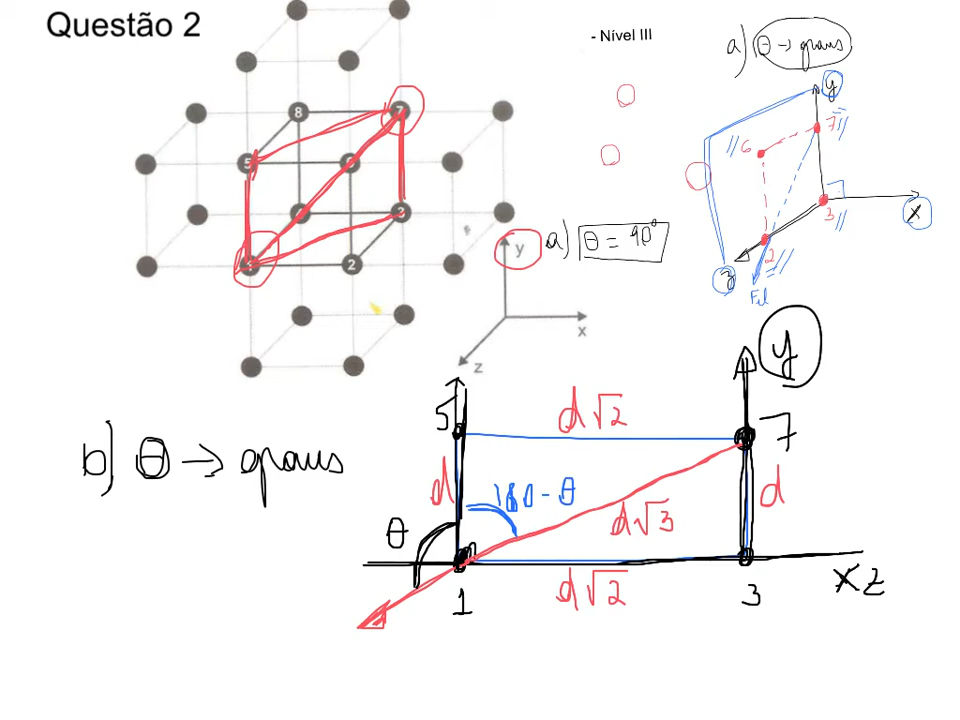 Questão 2
- Nível III
a) θ → graus
y
8
7
7
6
5
6
x
3
3
a) θ = 90°
y
2
1
2
z
Fel
x
z
y
5
d√2
7
b) θ → graus
d
180 - θ
d
θ
d√3
d√2
xz
1
3